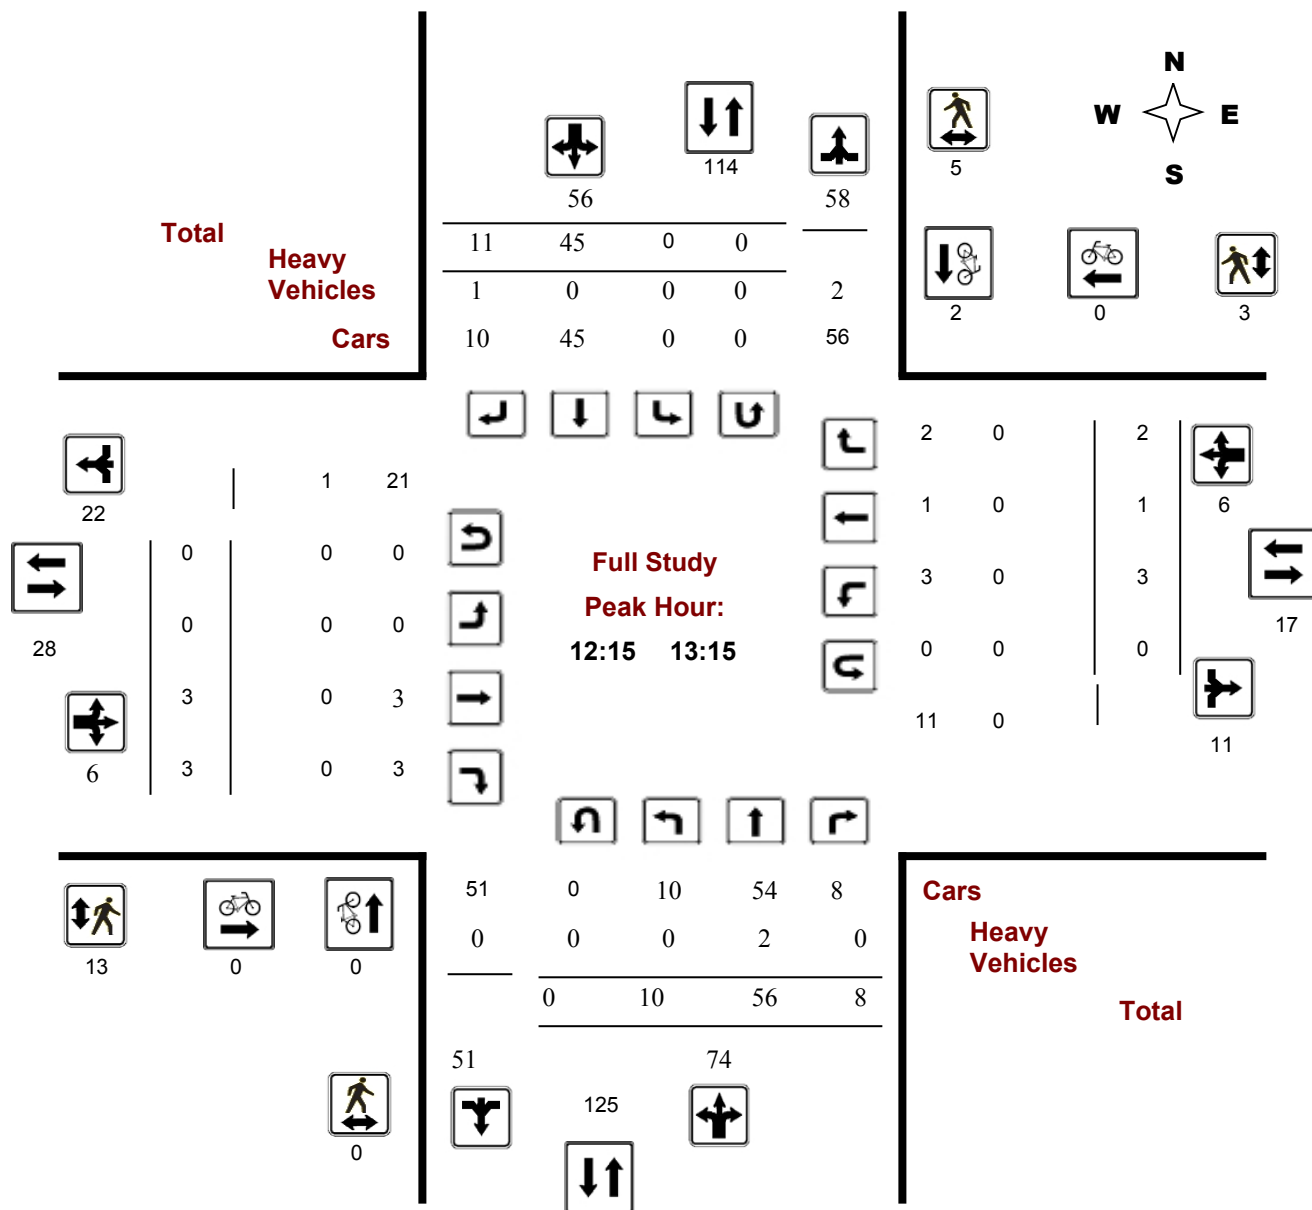 N
W E
S
114
5
56 58
Total
11 45 0 0
Heavy
Vehicles
1 0 0 0 2
2 0 3
Cars
10 45 0 0 56
2 0 2
1 21
22
1 0 1
6
0 0 0
Full Study
3 0 3
Peak Hour:
0 0 0
17
28
12:15 13:15
0 0 0
3 0 3
11 0
11
6
3 0 3
51 0 10 54 8
Cars
0 0 0 2 0
Heavy
Vehicles
13 0 0
0 10 56 8
Total
51 74
125
0